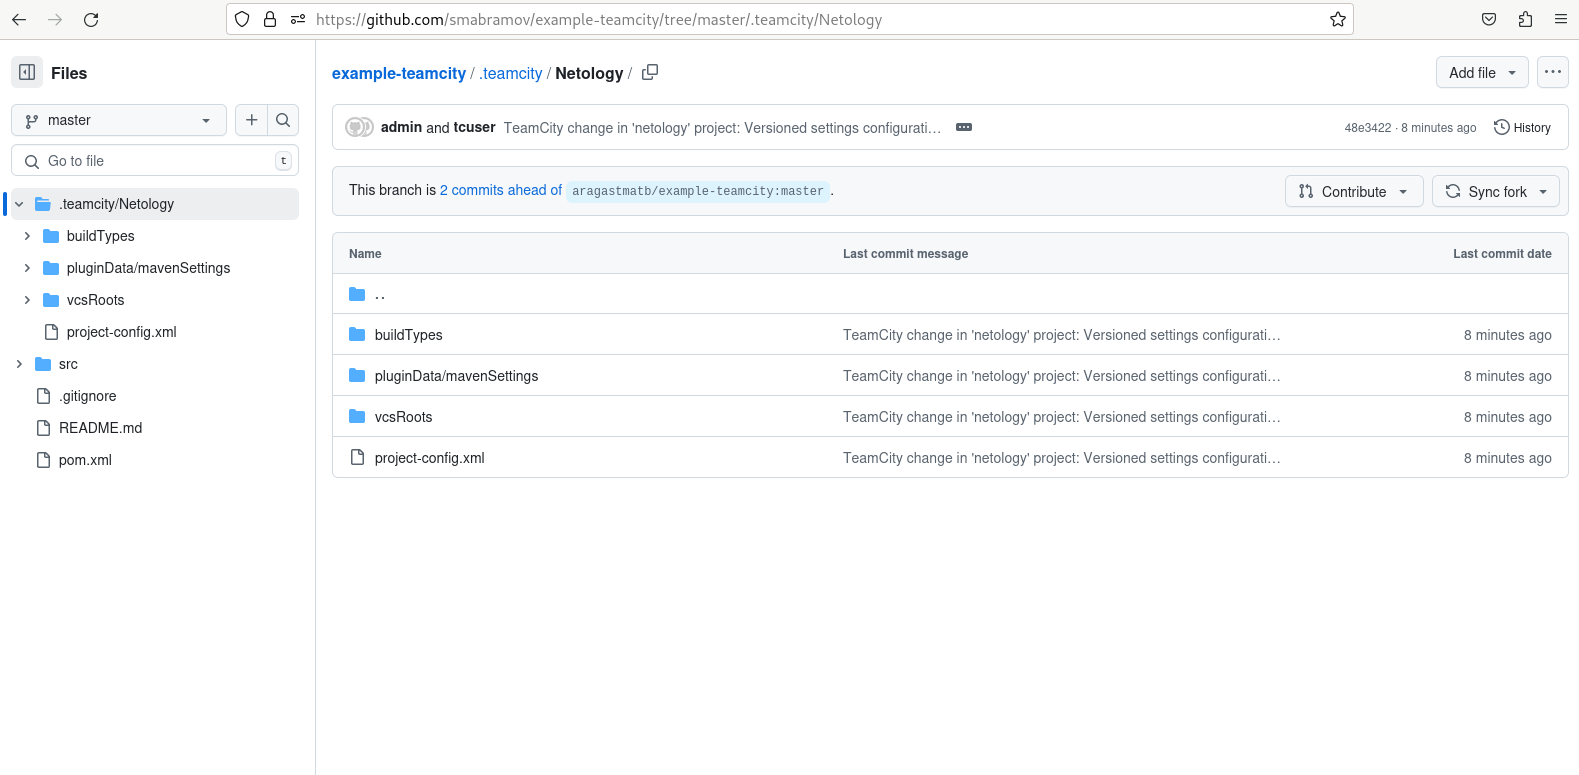 https://github.com/smabramov/example-teamcity/tree/master/.teamcity/Netology
Files
master
Go to file
t
.teamcity/Netology
buildTypes
pluginData/mavenSettings
vcsRoots
project-config.xml
src
.gitignore
README.md
pom.xml
example-teamcity / .teamcity / Netology /
Add file
admin and tcuser TeamCity change in 'netology' project: Versioned settings configurati…
48e3422 · 8 minutes ago
History
This branch is 2 commits ahead of aragastmatb/example-teamcity:master .
Contribute
Sync fork
Name Last commit message Last commit date
..
buildTypes TeamCity change in 'netology' project: Versioned settings configurati… 8 minutes ago
pluginData/mavenSettings TeamCity change in 'netology' project: Versioned settings configurati… 8 minutes ago
vcsRoots TeamCity change in 'netology' project: Versioned settings configurati… 8 minutes ago
project-config.xml TeamCity change in 'netology' project: Versioned settings configurati… 8 minutes ago